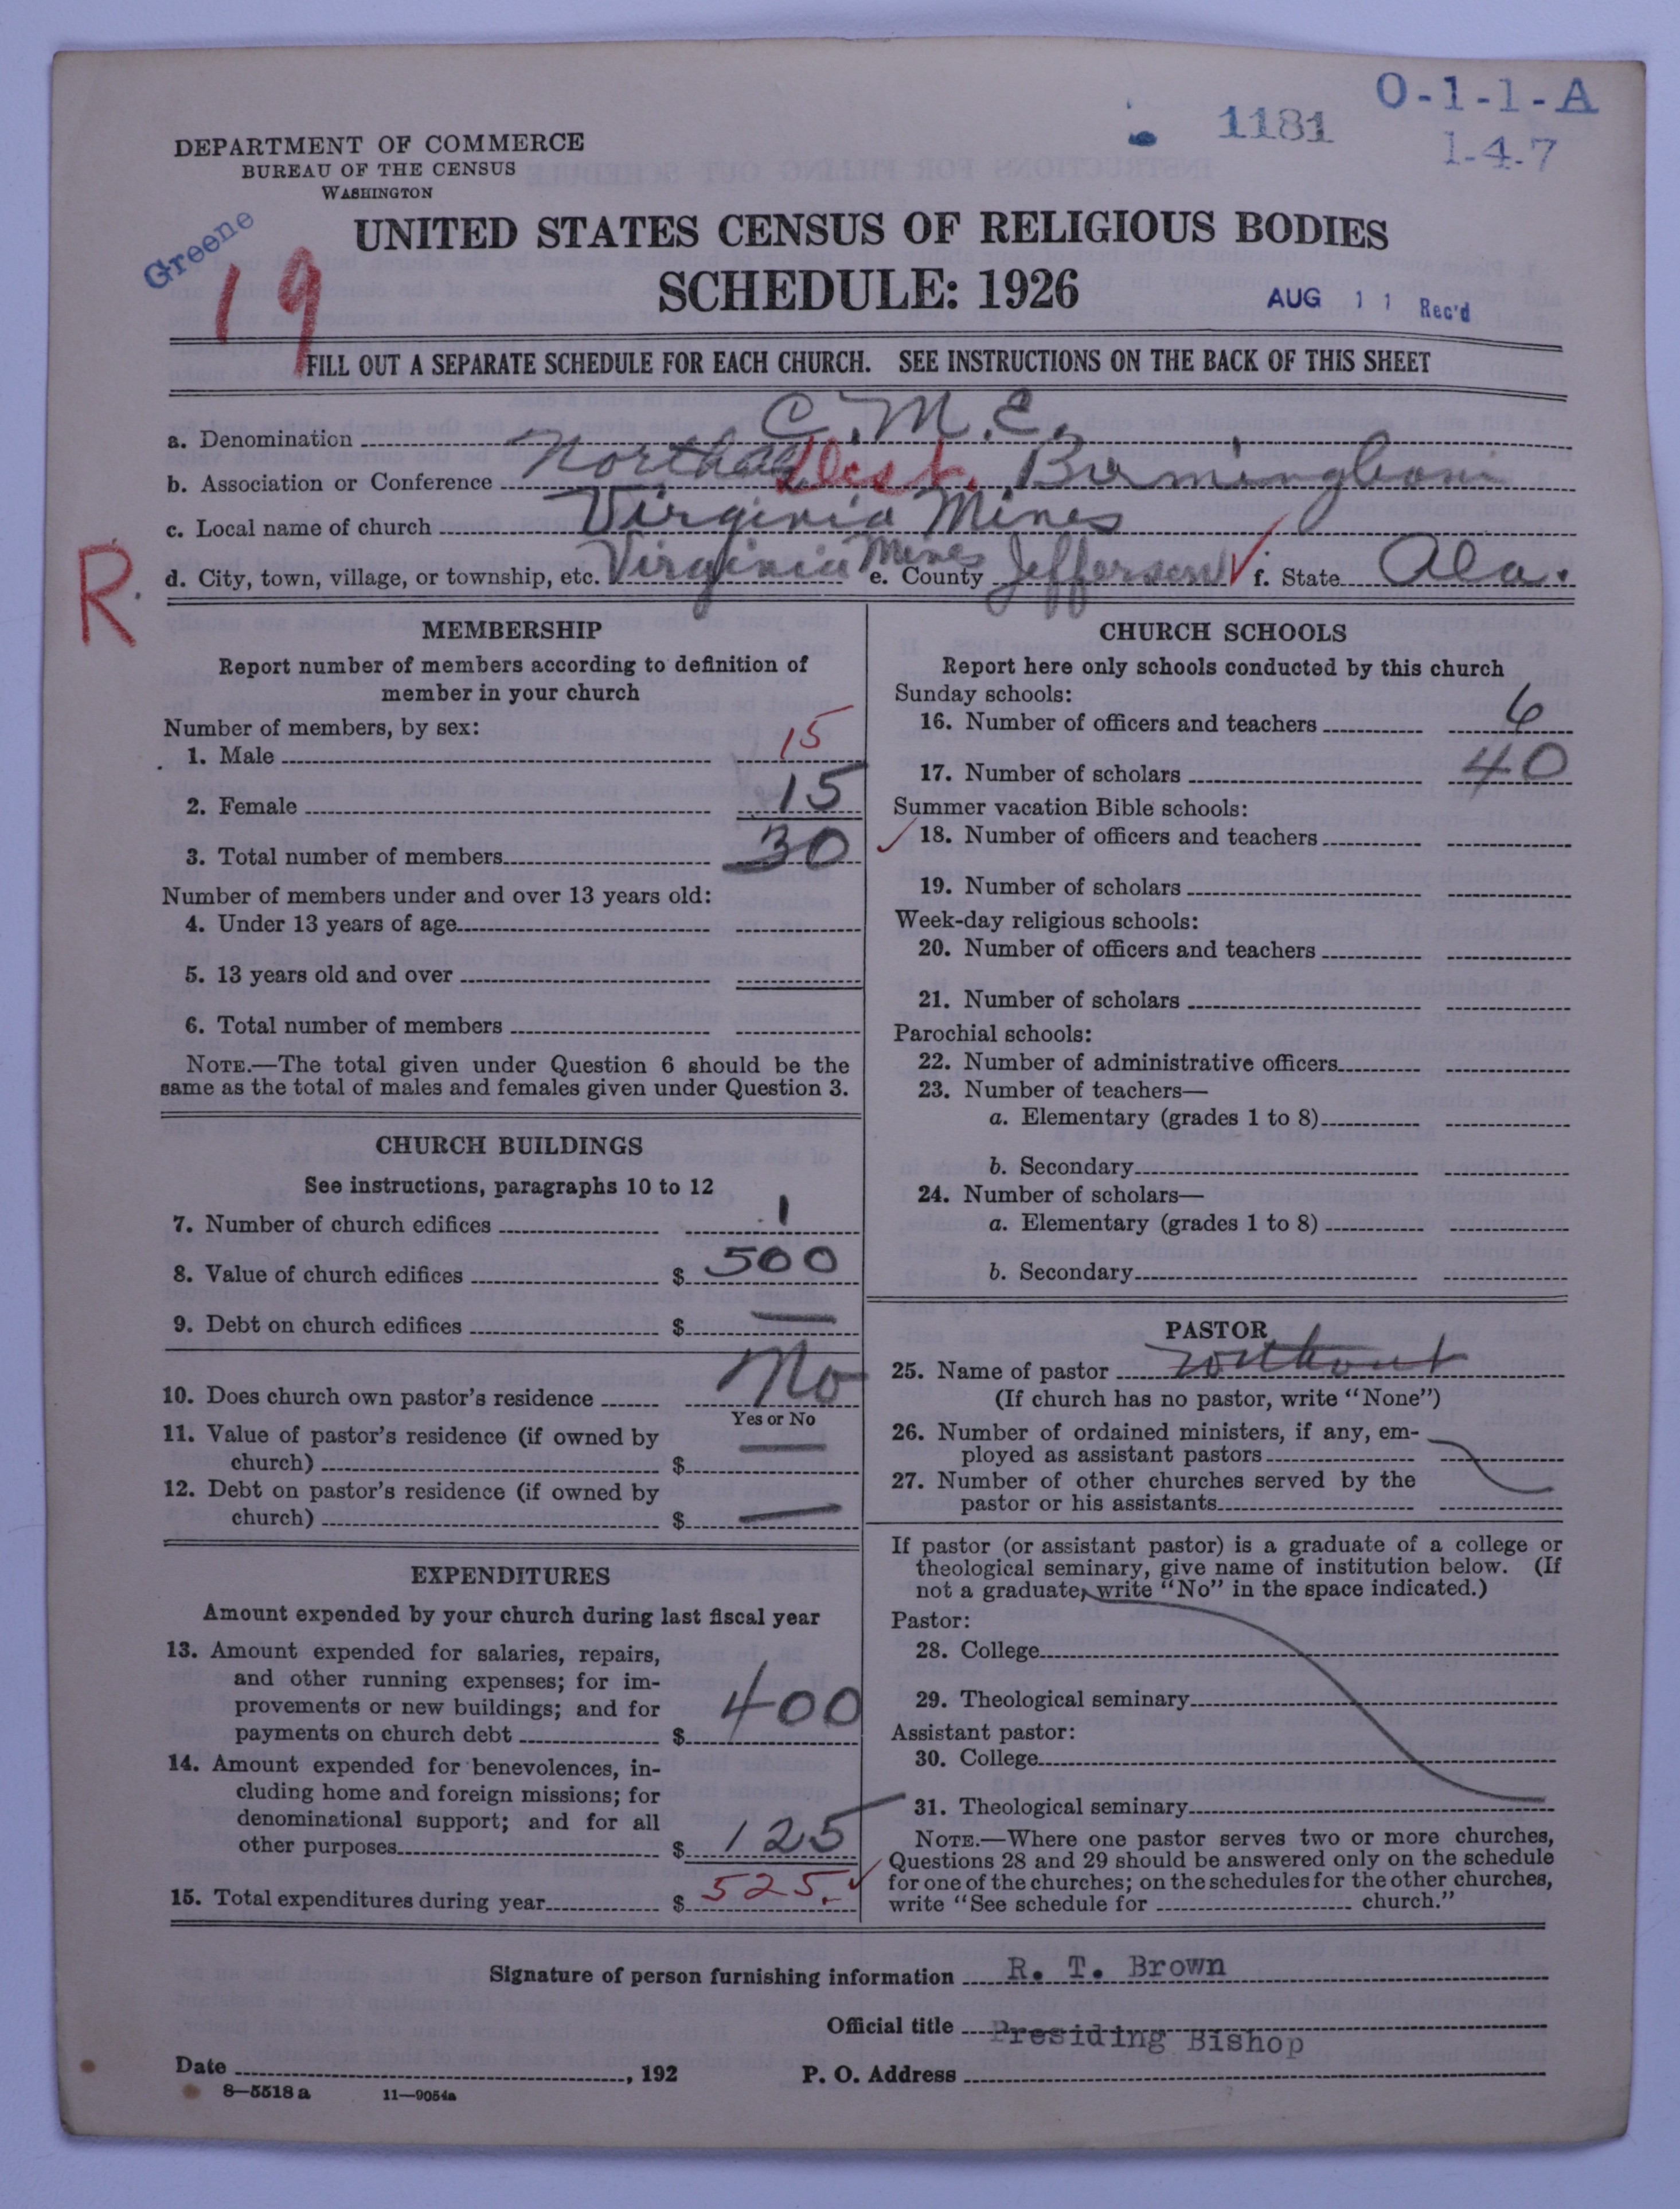 O-1-1-A
1181
1-4-7
DEPARTMENT OF COMMERCE
BUREAU OF THE CENSUS
WASHINGTON
Greene
19
UNITED STATES CENSUS OF RELIGIOUS BODIES
SCHEDULE: 1926
AUG 11 Rec'd
FILL OUT A SEPARATE SCHEDULE FOR EACH CHURCH. SEE INSTRUCTIONS ON THE BACK OF THIS SHEET
a. Denomination C. M. E.
b. Association or Conference North Ala Dist. Birmingham
c. Local name of church Virginia Mines
R.
d. City, town, village, or township, etc. Virginia Mines e. County Jefferson ✓ f. State Ala.
MEMBERSHIP
Report number of members according to definition of
member in your church
Number of members, by sex:
1. Male 15
2. Female 15
3. Total number of members 30
Number of members under and over 13 years old:
4. Under 13 years of age
5. 13 years old and over
6. Total number of members
NOTE.—The total given under Question 6 should be the
same as the total of males and females given under Question 3.
CHURCH BUILDINGS
See instructions, paragraphs 10 to 12
7. Number of church edifices 1
8. Value of church edifices $ 500
9. Debt on church edifices $ —
10. Does church own pastor's residence No
Yes or No
11. Value of pastor's residence (if owned by
church) $ —
12. Debt on pastor's residence (if owned by
church) $ —
EXPENDITURES
Amount expended by your church during last fiscal year
13. Amount expended for salaries, repairs,
and other running expenses; for im-
provements or new buildings; and for
payments on church debt $ 400
14. Amount expended for benevolences, in-
cluding home and foreign missions; for
denominational support; and for all
other purposes $ 125
15. Total expenditures during year $ 525. ✓
CHURCH SCHOOLS
Report here only schools conducted by this church
Sunday schools:
16. Number of officers and teachers 6
17. Number of scholars 40
Summer vacation Bible schools:
✓ 18. Number of officers and teachers
19. Number of scholars
Week-day religious schools:
20. Number of officers and teachers
21. Number of scholars
Parochial schools:
22. Number of administrative officers
23. Number of teachers—
a. Elementary (grades 1 to 8)
b. Secondary
24. Number of scholars—
a. Elementary (grades 1 to 8)
b. Secondary
PASTOR
25. Name of pastor without
(If church has no pastor, write "None")
26. Number of ordained ministers, if any, em-
ployed as assistant pastors
27. Number of other churches served by the
pastor or his assistants
If pastor (or assistant pastor) is a graduate of a college or
theological seminary, give name of institution below. (If
not a graduate, write "No" in the space indicated.)
Pastor:
28. College
29. Theological seminary
Assistant pastor:
30. College
31. Theological seminary
NOTE.—Where one pastor serves two or more churches,
Questions 28 and 29 should be answered only on the schedule
for one of the churches; on the schedules for the other churches,
write "See schedule for church."
Signature of person furnishing information R. T. Brown
Official title Presiding Bishop
Date , 192 P. O. Address
8—5518 a 11—9054a